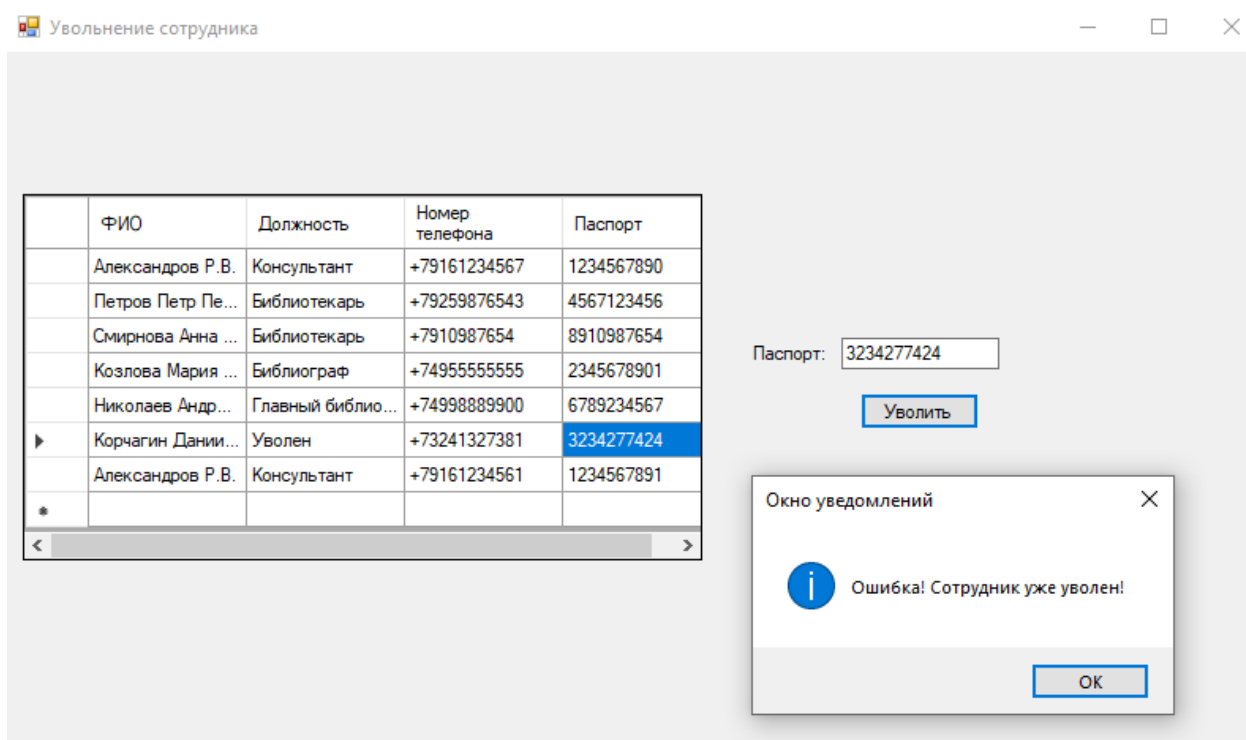 Увольнение сотрудника
ФИО Должность Номер телефона Паспорт
Александров Р.В. Консультант +79161234567 1234567890
Петров Петр Пе... Библиотекарь +79259876543 4567123456
Смирнова Анна ... Библиотекарь +7910987654 8910987654
Козлова Мария ... Библиограф +74955555555 2345678901
Николаев Андр... Главный библио... +74998889900 6789234567
Корчагин Дании... Уволен +73241327381 3234277424
Александров Р.В. Консультант +79161234561 1234567891
Паспорт: 3234277424
Уволить
Окно уведомлений
Ошибка! Сотрудник уже уволен!
ОК